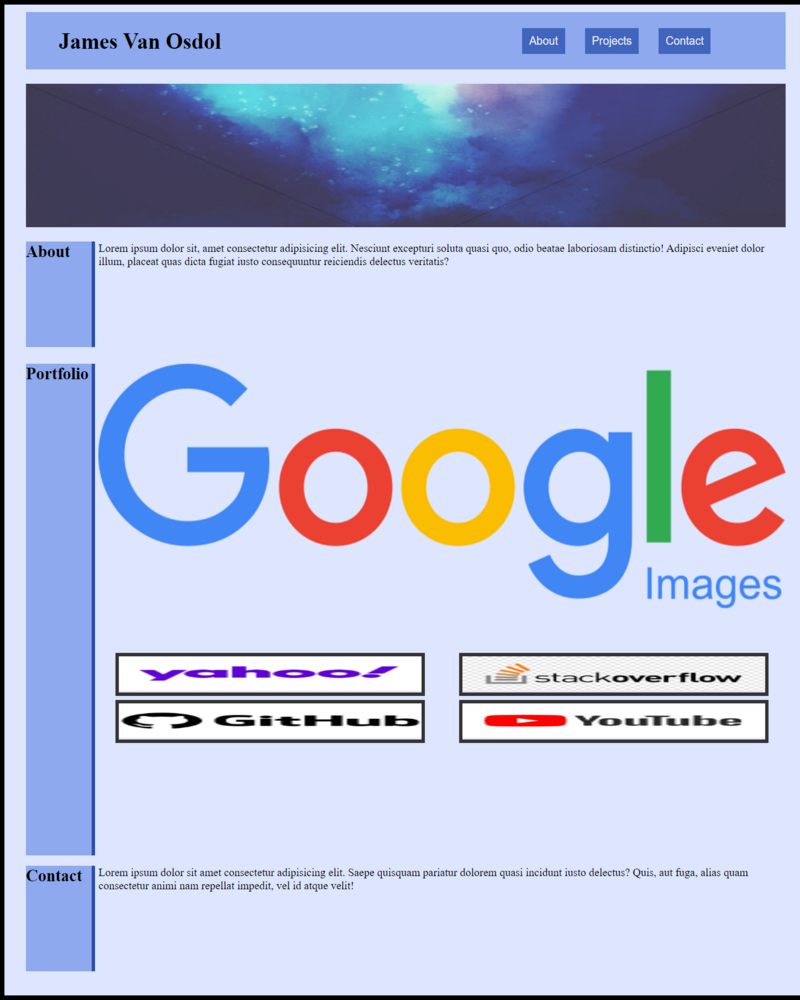 James Van Osdol
About
Projects
Contact
About
Lorem ipsum dolor sit, amet consectetur adipisicing elit. Nesciunt excepturi soluta quasi quo, odio beatae laboriosam distinctio! Adipisci eveniet dolor
illum, placeat quas dicta fugiat iusto consequuntur reiciendis delectus veritatis?
Portfolio
Google
Images
yahoo!
stackoverflow
GitHub
YouTube
Contact
Lorem ipsum dolor sit amet consectetur adipisicing elit. Saepe quisquam pariatur dolorem quasi incidunt iusto delectus? Quis, aut fuga, alias quam
consectetur animi nam repellat impedit, vel id atque velit!